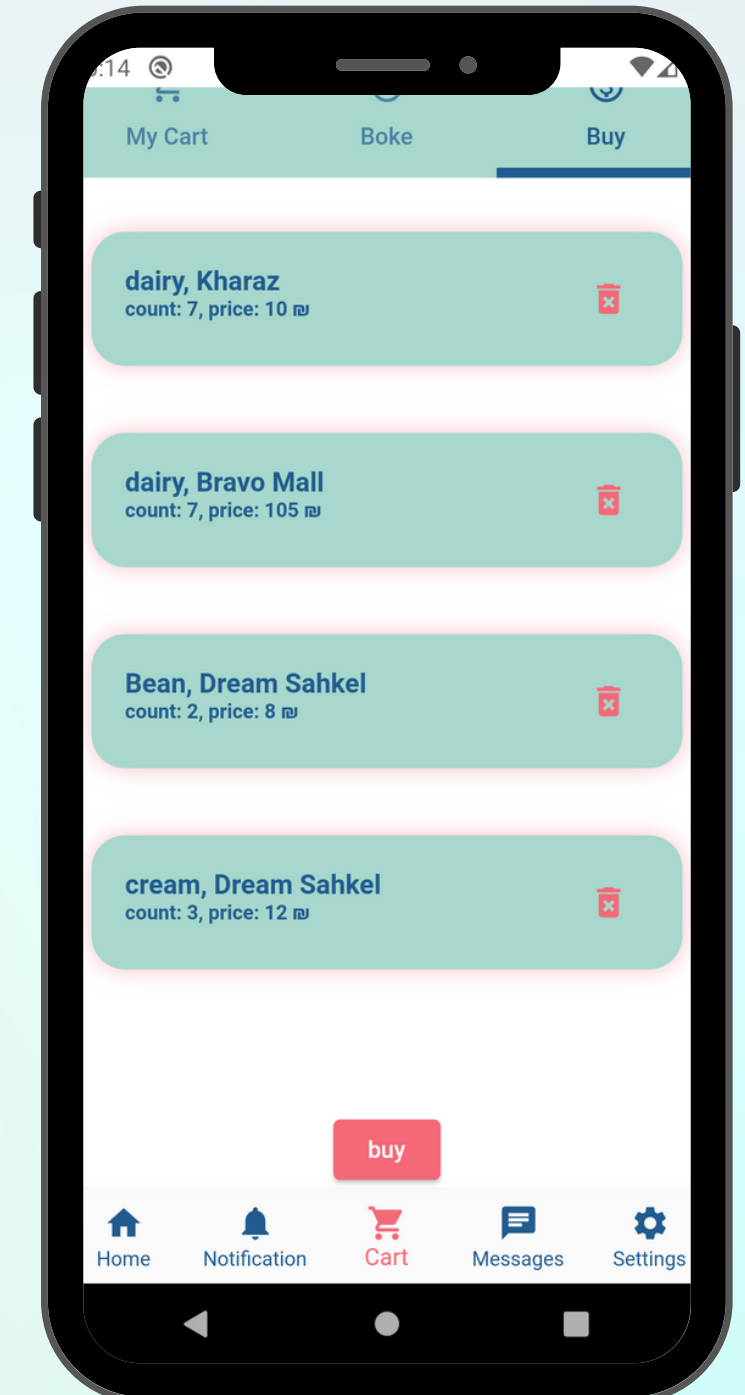 :14
My Cart
Boke
Buy
dairy, Kharaz
count: 7, price: 10 ₪
dairy, Bravo Mall
count: 7, price: 105 ₪
Bean, Dream Sahkel
count: 2, price: 8 ₪
cream, Dream Sahkel
count: 3, price: 12 ₪
buy
Home
Notification
Cart
Messages
Settings